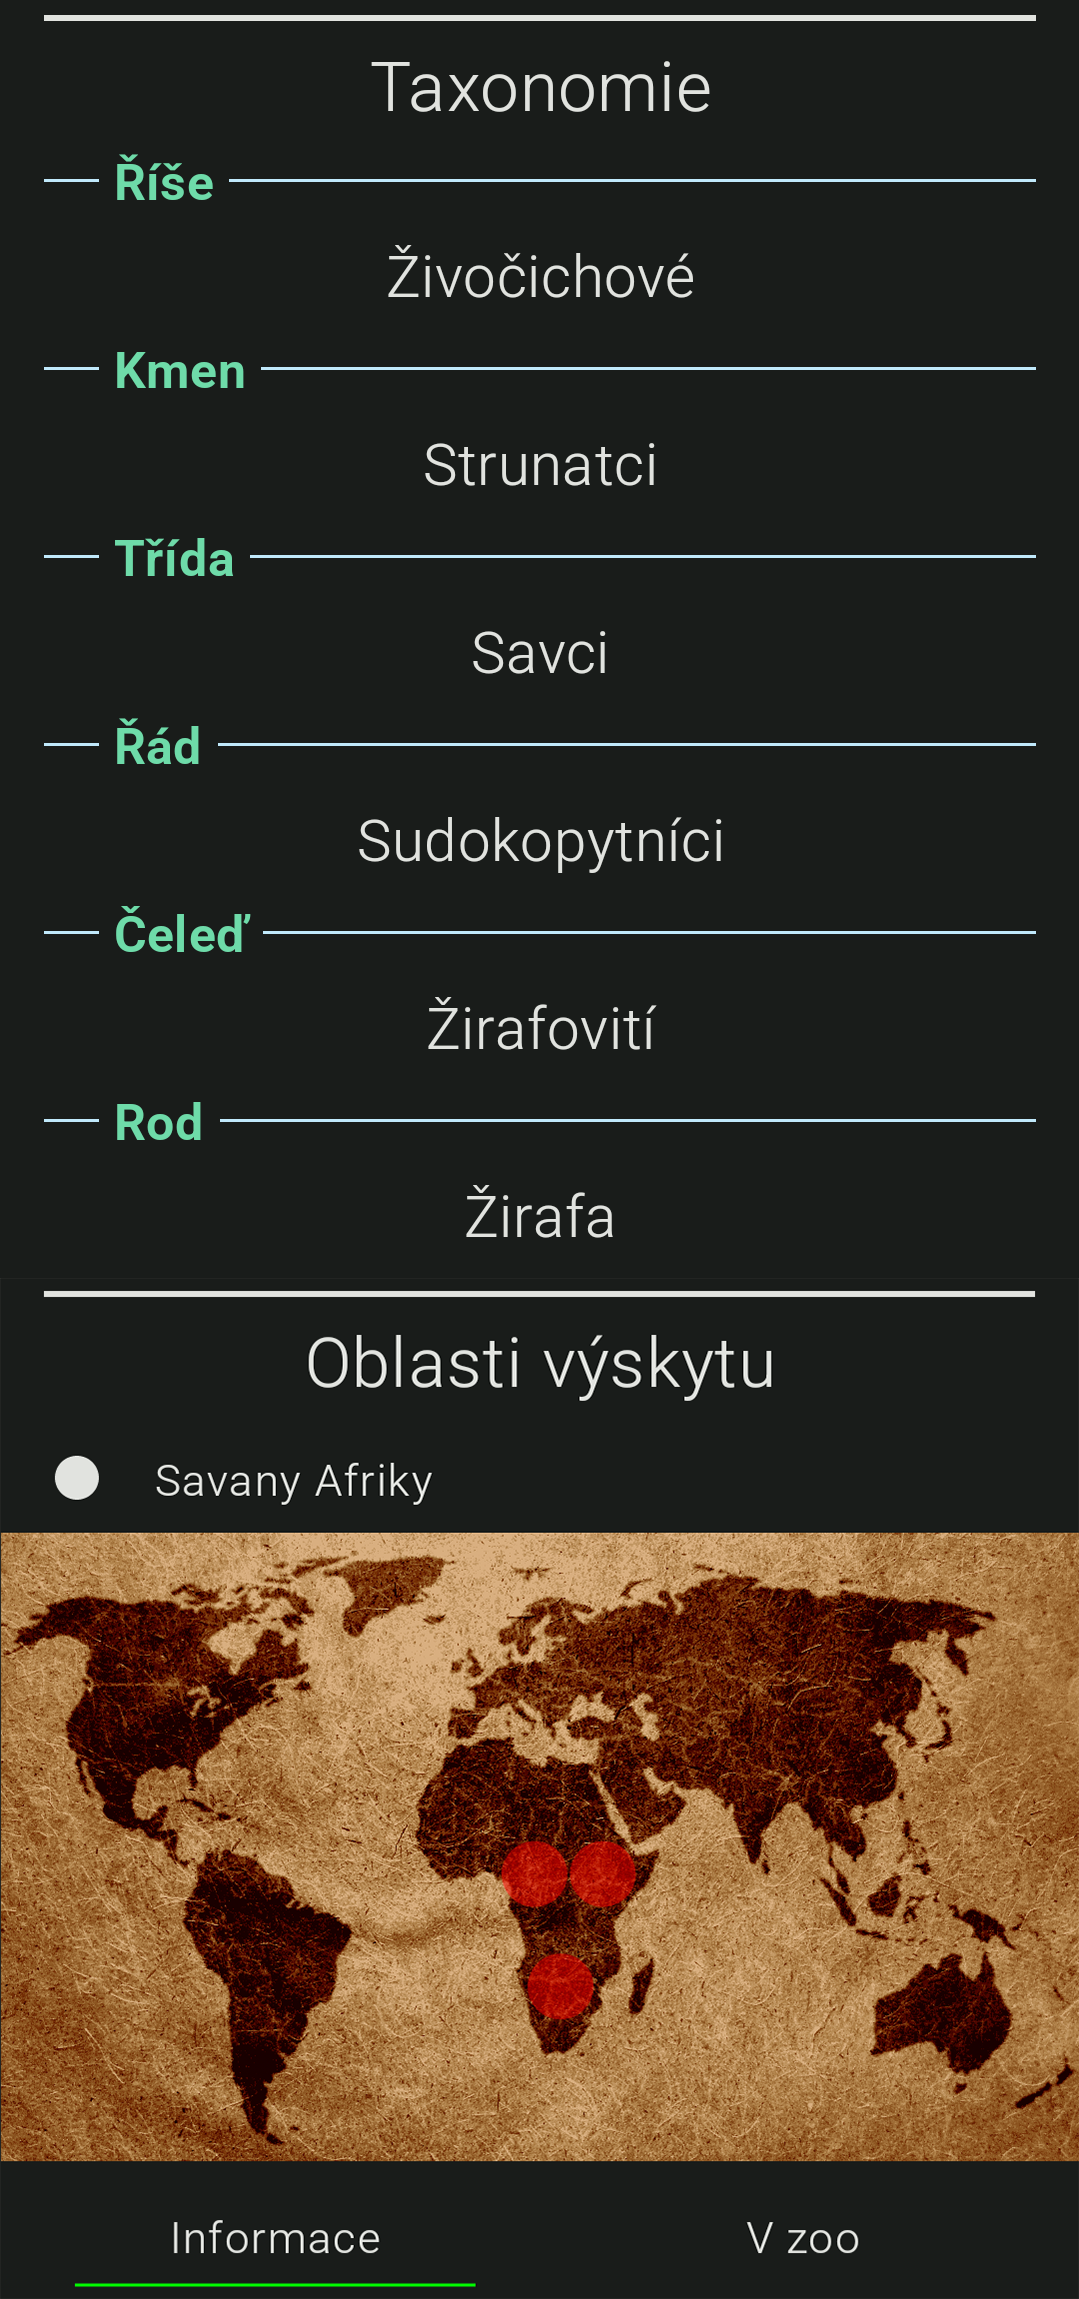 Taxonomie
Říše
Živočichové
Kmen
Strunatci
Třída
Savci
Řád
Sudokopytníci
Čeleď
Žirafovití
Rod
Žirafa
Oblasti výskytu
Savany Afriky
Informace
V zoo